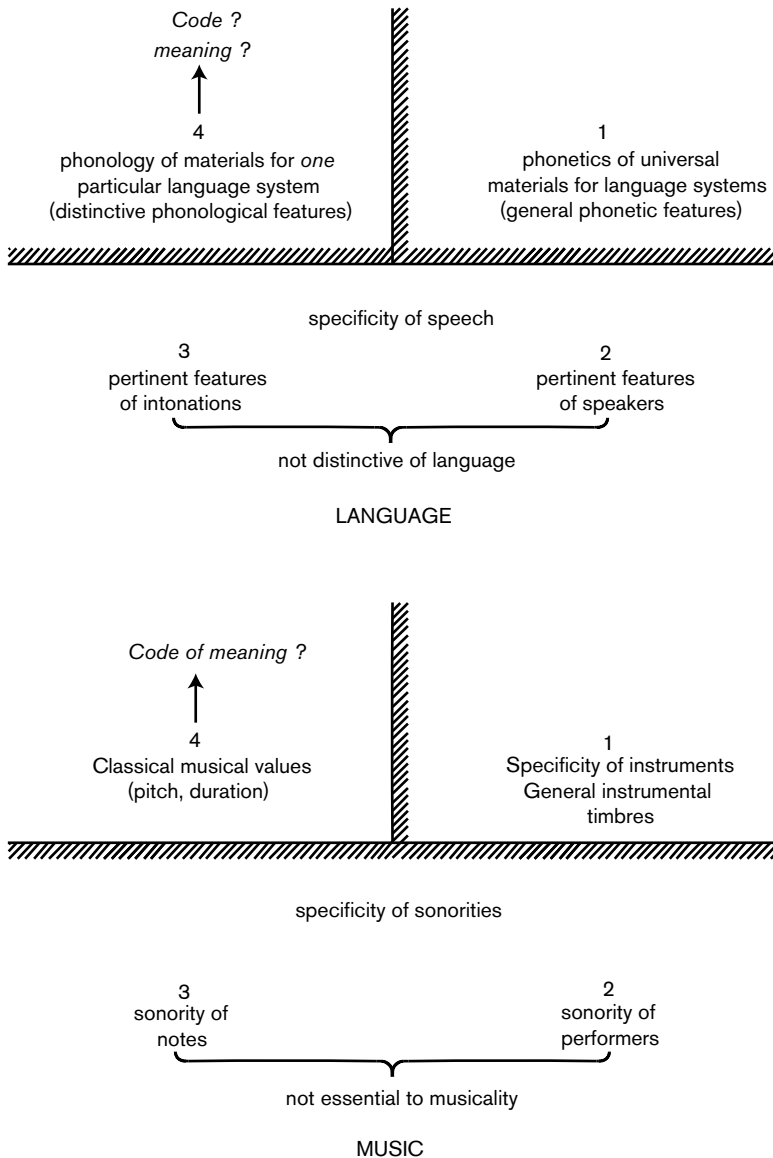 Code ?
meaning ?
4
phonology of materials for one
particular language system
(distinctive phonological features)
1
phonetics of universal
materials for language systems
(general phonetic features)
specificity of speech
3
pertinent features
of intonations
2
pertinent features
of speakers
not distinctive of language
LANGUAGE
Code of meaning ?
4
Classical musical values
(pitch, duration)
1
Specificity of instruments
General instrumental
timbres
specificity of sonorities
3
sonority of
notes
2
sonority of
performers
not essential to musicality
MUSIC